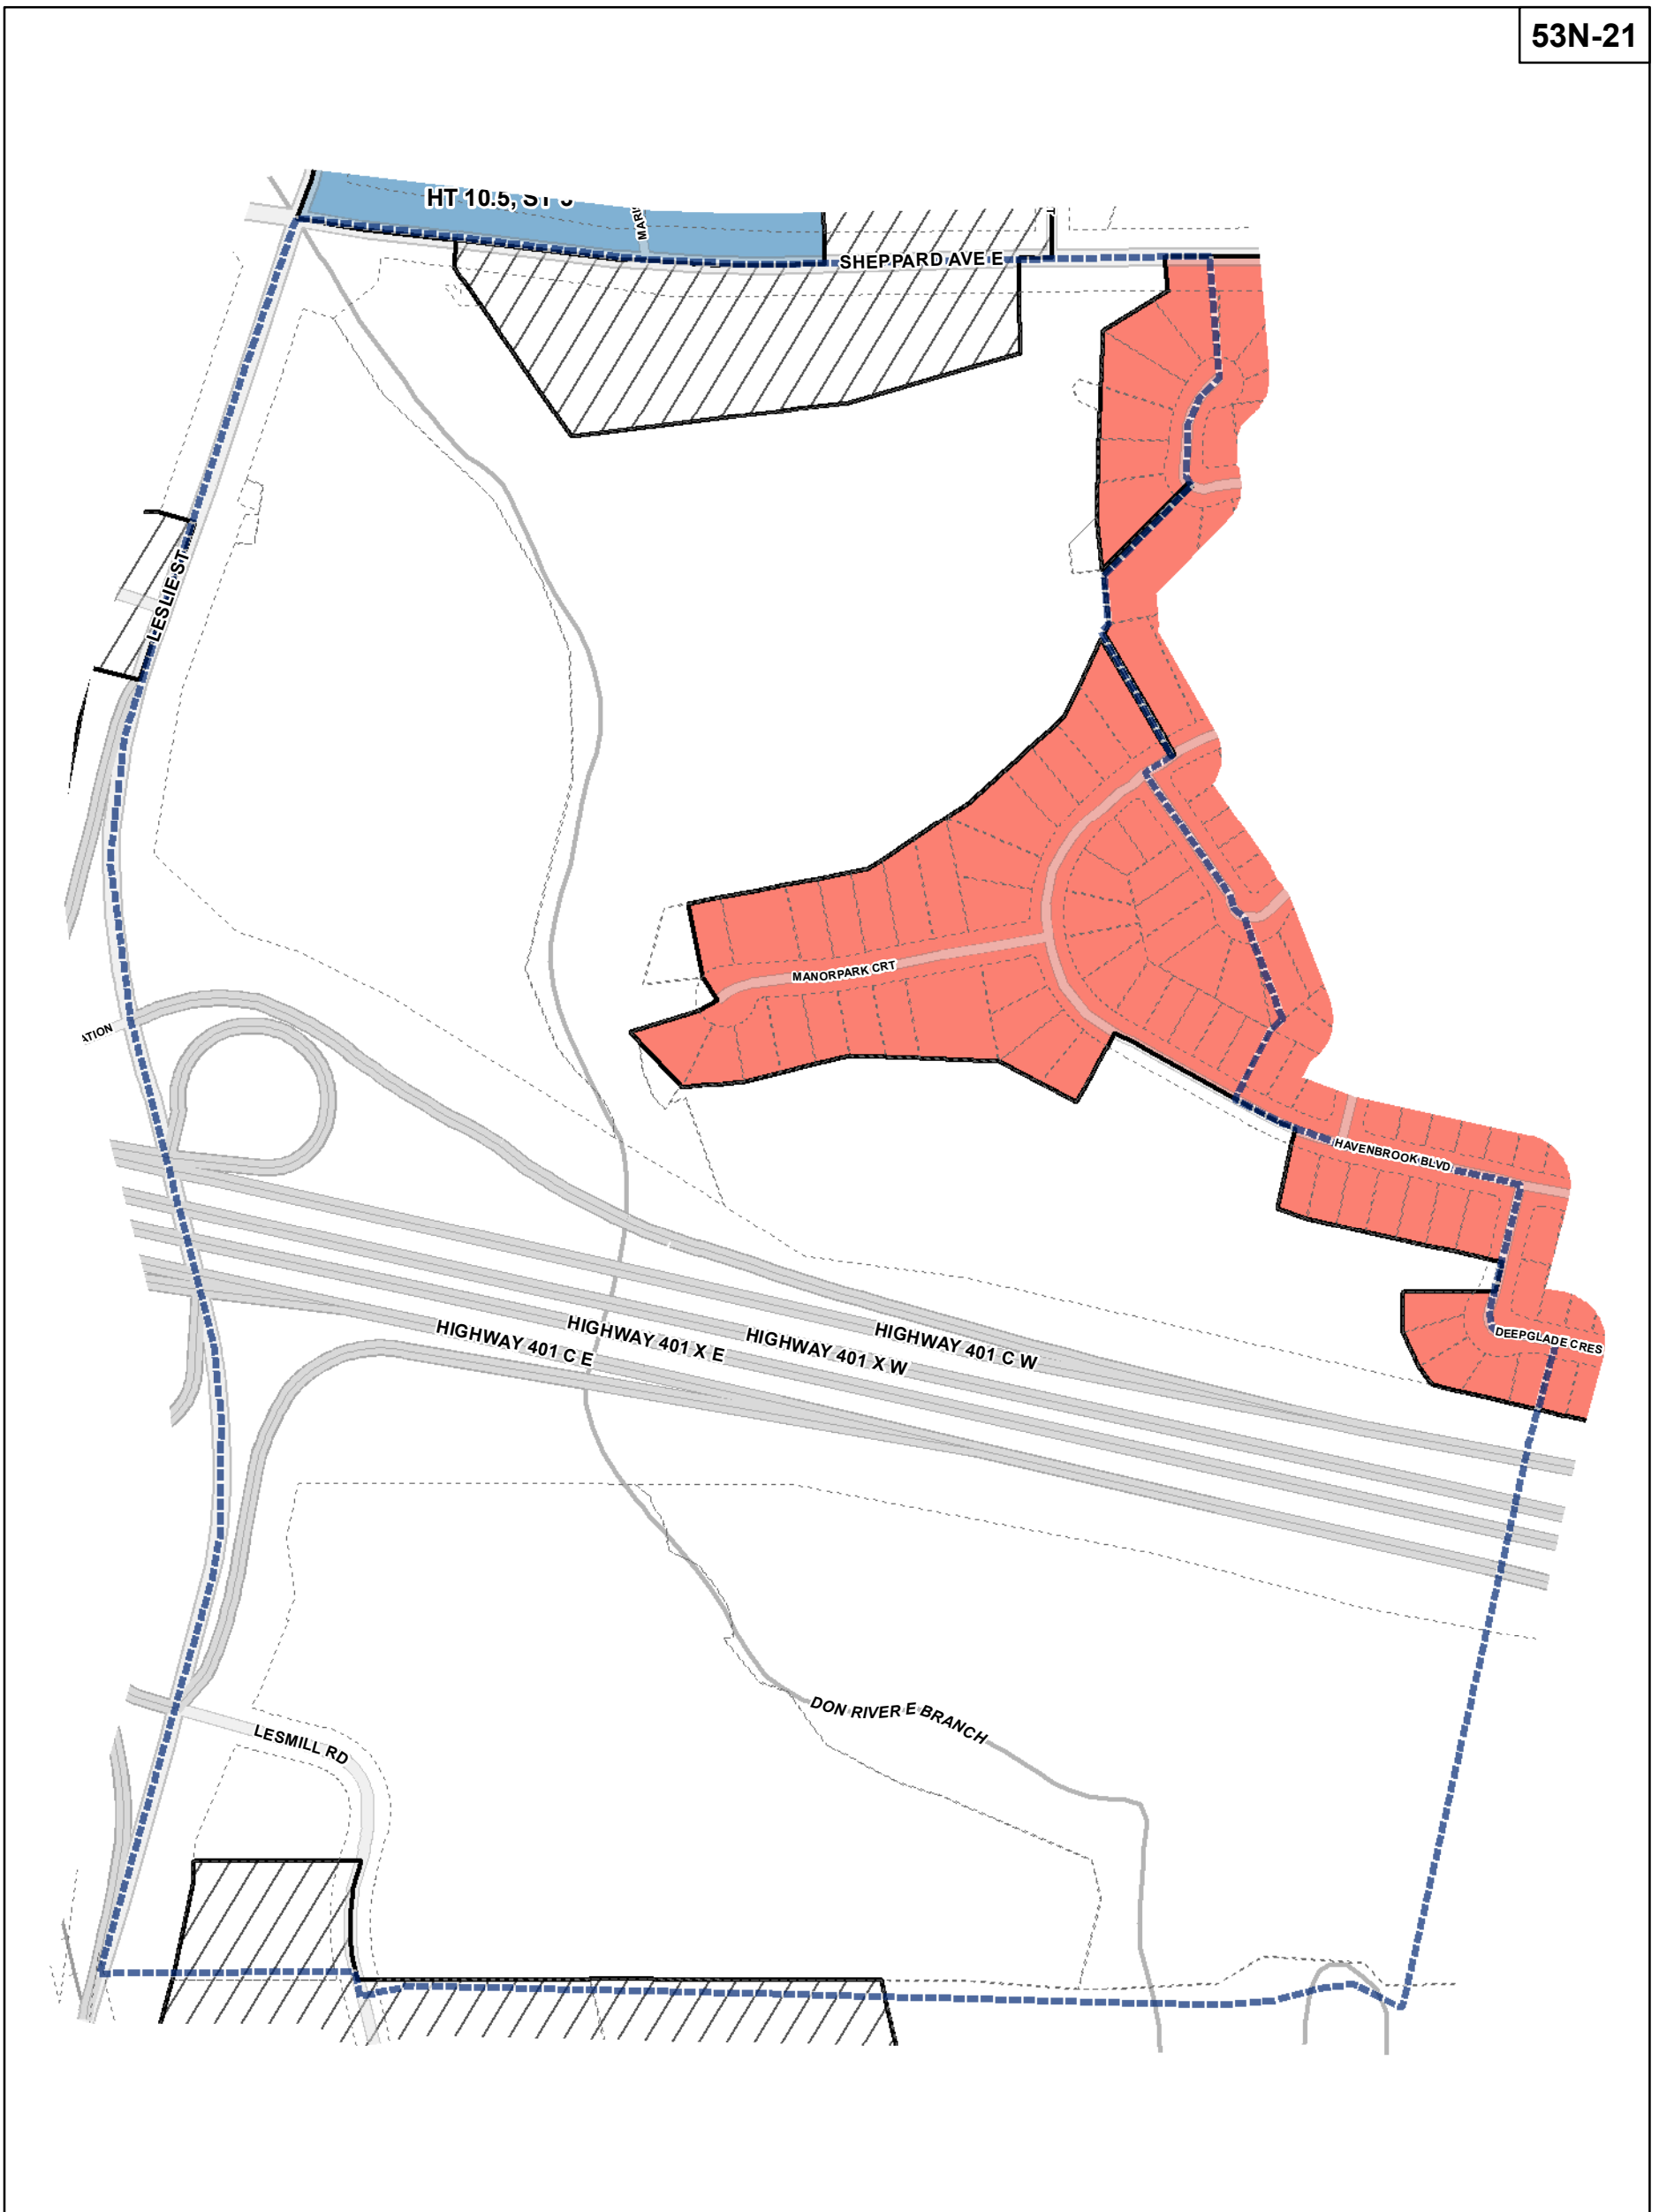 53N-21
HT 10.5, ST
SHEPPARD AVE E
LESLIE ST
MANORPARK CRT
HAVENBROOK BLVD
DEEPGLADE CRES
HIGHWAY 401 C W
HIGHWAY 401 X W
HIGHWAY 401 X E
HIGHWAY 401 C E
DON RIVER E BRANCH
LESMILL RD